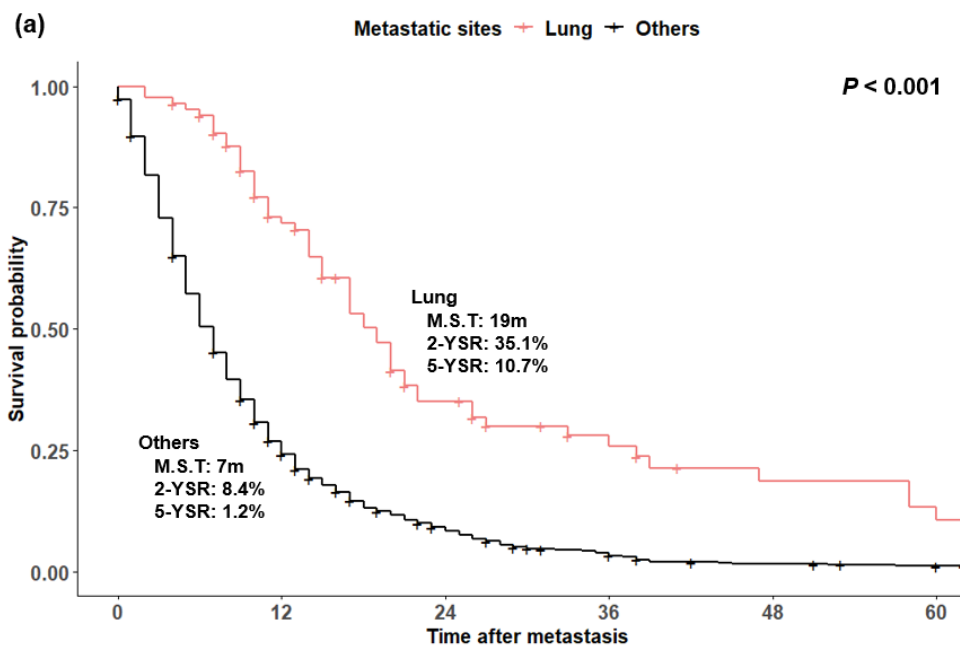 (a)
Metastatic sites Lung Others
P < 0.001
Survival probability
1.00
0.75
0.50
0.25
0.00
Lung
M.S.T: 19m
2-YSR: 35.1%
5-YSR: 10.7%
Others
M.S.T: 7m
2-YSR: 8.4%
5-YSR: 1.2%
0 12 24 36 48 60
Time after metastasis